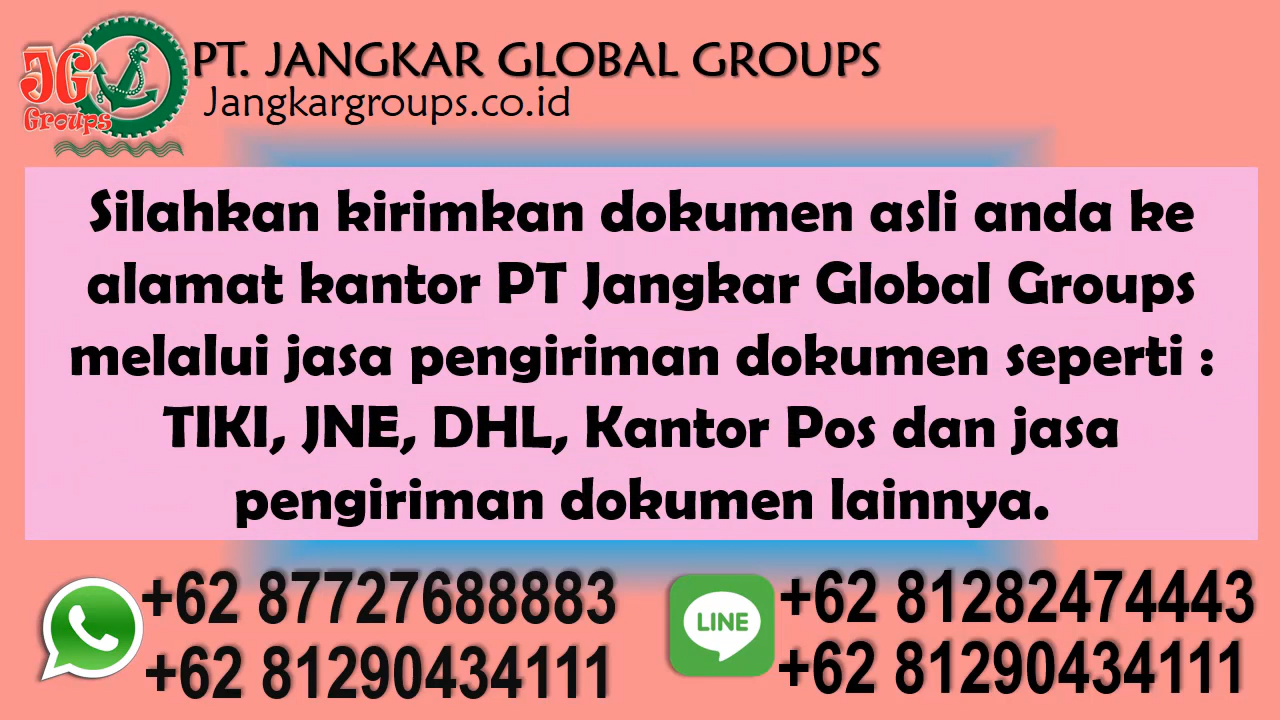 JG
Groups
PT. JANGKAR GLOBAL GROUPS
Jangkargroups.co.id
Silahkan kirimkan dokumen asli anda ke
alamat kantor PT Jangkar Global Groups
melalui jasa pengiriman dokumen seperti :
TIKI, JNE, DHL, Kantor Pos dan jasa
pengiriman dokumen lainnya.
+62 87727688883
+62 81290434111
LINE
+62 81282474443
+62 81290434111